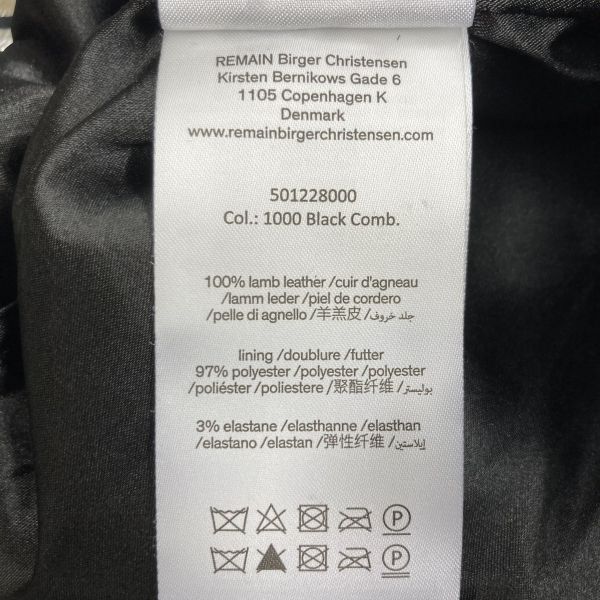 REMAIN Birger Christensen
Kirsten Bernikows Gade 6
1105 Copenhagen K
Denmark
www.remainbirgerchristensen.com
501228000
Col.: 1000 Black Comb.
100% lamb leather /cuir d'agneau
/lamm leder /piel de cordero
/pelle di agnello /羊羔皮 /جلد خروف
lining /doublure /futter
97% polyester /polyester /polyester
/poliéster /poliestere /聚酯纤维 /بوليستر
3% elastane /elasthanne /elasthan
/elastano /elastan /弹性纤维 /إيلاستين
P
P